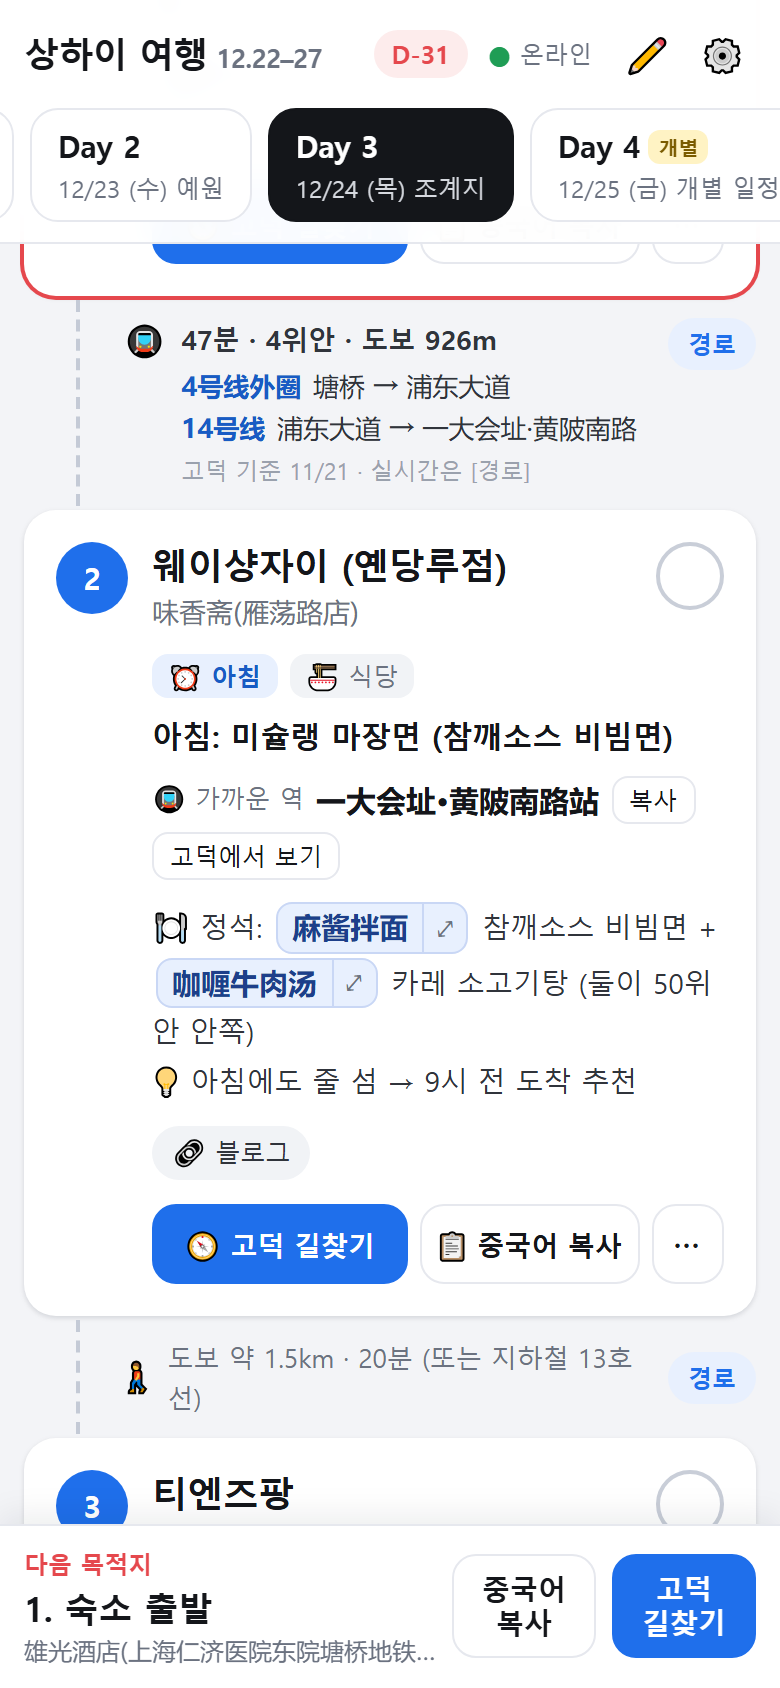 상하이 여행 12.22–27 D-31 온라인
Day 2
12/23 (수) 예원
Day 3
12/24 (목) 조계지
Day 4 개별
12/25 (금) 개별 일정
47분 · 4위안 · 도보 926m 경로
4号线外圈 塘桥 → 浦东大道
14号线 浦东大道 → 一大会址·黄陂南路
고덕 기준 11/21 · 실시간은 [경로]
2 웨이샹자이 (옌당루점)
味香斋(雁荡路店)
아침 식당
아침: 미슐랭 마장면 (참깨소스 비빔면)
가까운 역 一大会址·黄陂南路站 복사
고덕에서 보기
정석: 麻酱拌面 ⤢ 참깨소스 비빔면 +
咖喱牛肉汤 ⤢ 카레 소고기탕 (둘이 50위
안 안쪽)
아침에도 줄 섬 → 9시 전 도착 추천
블로그
고덕 길찾기 중국어 복사 ···
도보 약 1.5km · 20분 (또는 지하철 13호
선) 경로
3 티엔즈팡
다음 목적지
1. 숙소 출발
雄光酒店(上海仁济医院东院塘桥地铁...
중국어
복사
고덕
길찾기